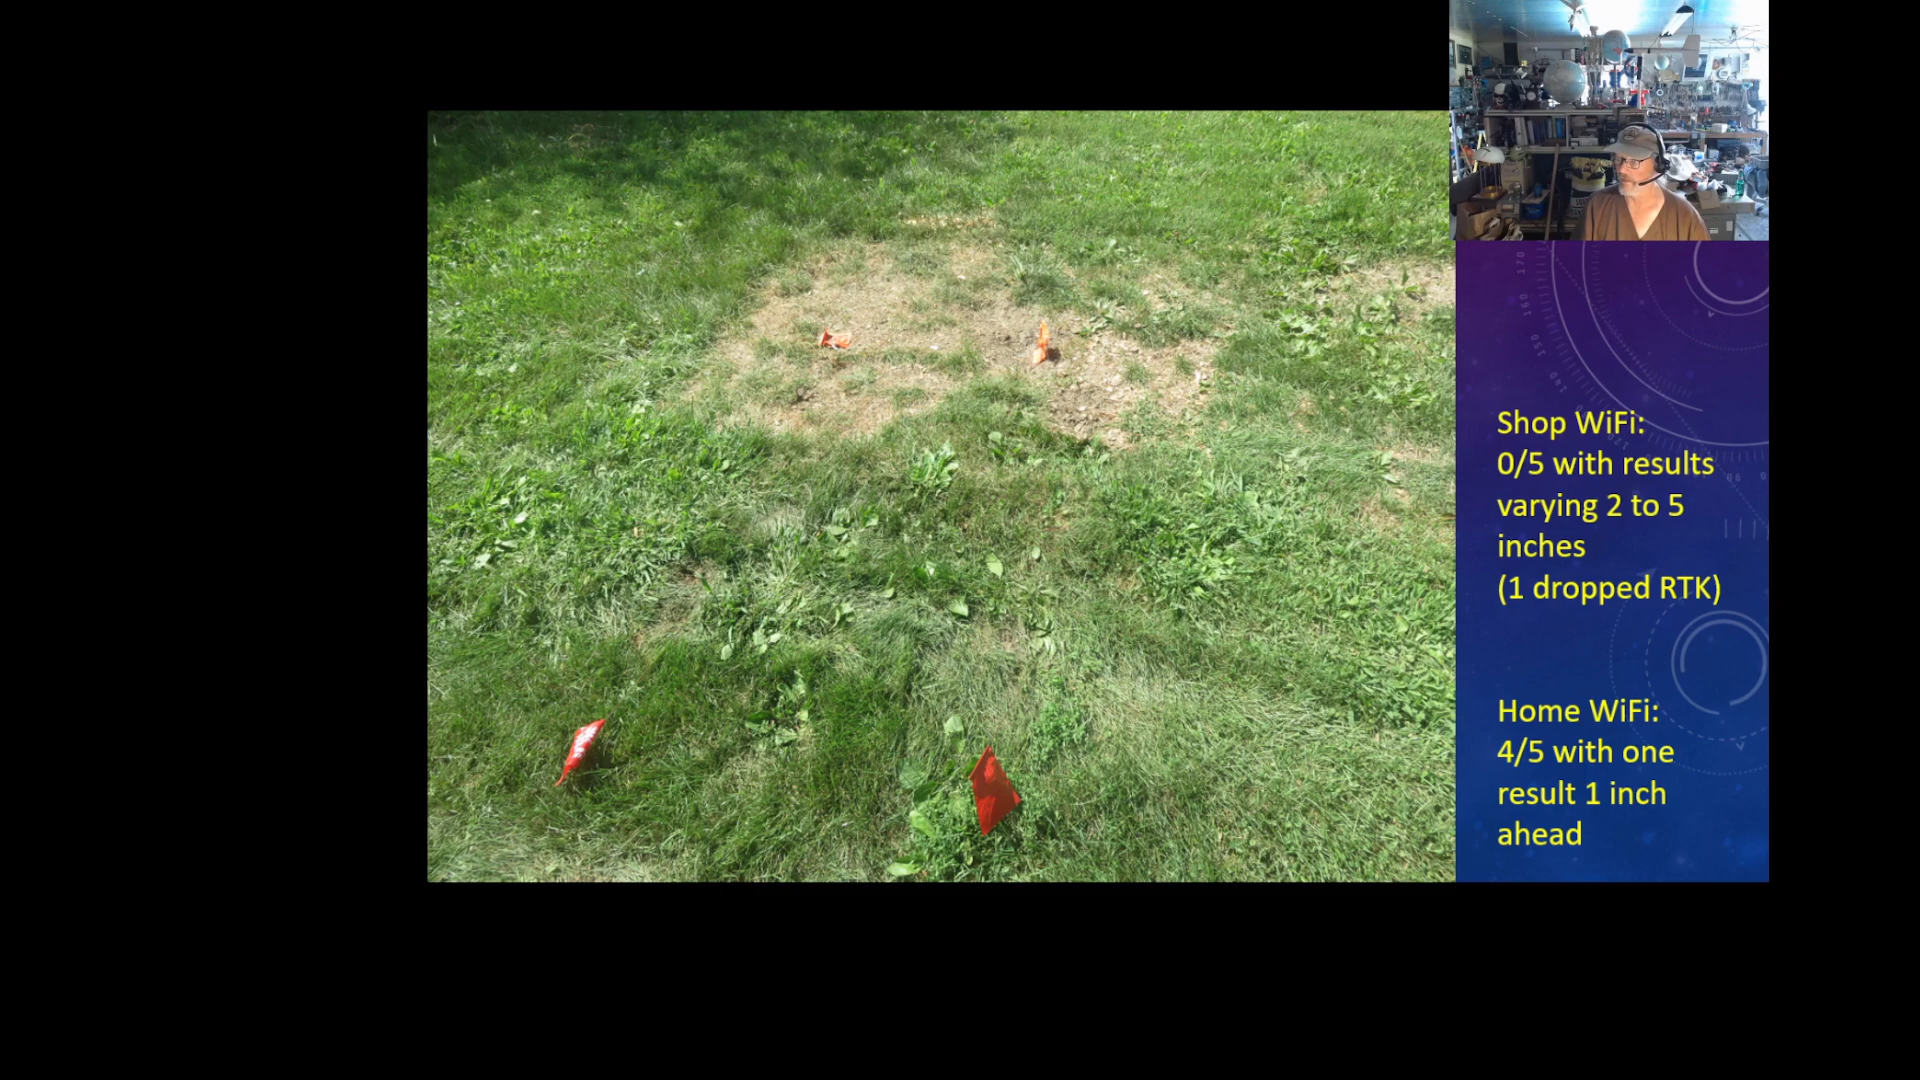 Shop WiFi:
0/5 with results
varying 2 to 5
inches
(1 dropped RTK)
Home WiFi:
4/5 with one
result 1 inch
ahead